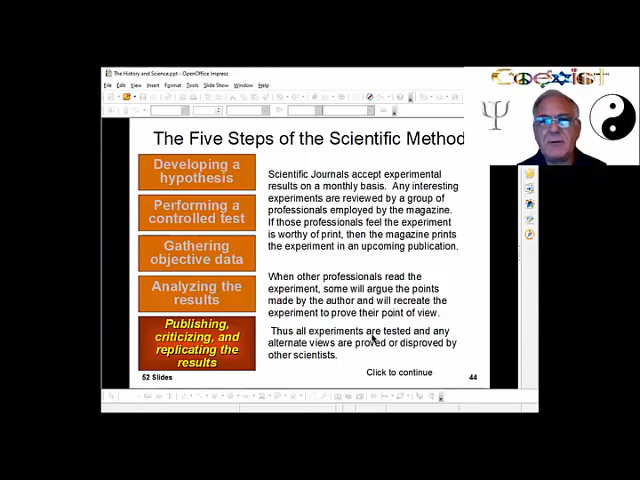 The History and Science.ppt - OpenOffice Impress
File Edit View Insert Format Tools Slide Show Window Help
Coexist
The Five Steps of the Scientific Method
Developing a
hypothesis
Performing a
controlled test
Gathering
objective data
Analyzing the
results
Publishing,
criticizing, and
replicating the
results
Scientific Journals accept experimental
results on a monthly basis. Any interesting
experiments are reviewed by a group of
professionals employed by the magazine.
If those professionals feel the experiment
is worthy of print, then the magazine prints
the experiment in an upcoming publication.
When other professionals read the
experiment, some will argue the points
made by the author and will recreate the
experiment to prove their point of view.
Thus all experiments are tested and any
alternate views are proved or disproved by
other scientists.
Click to continue
52 Slides
44